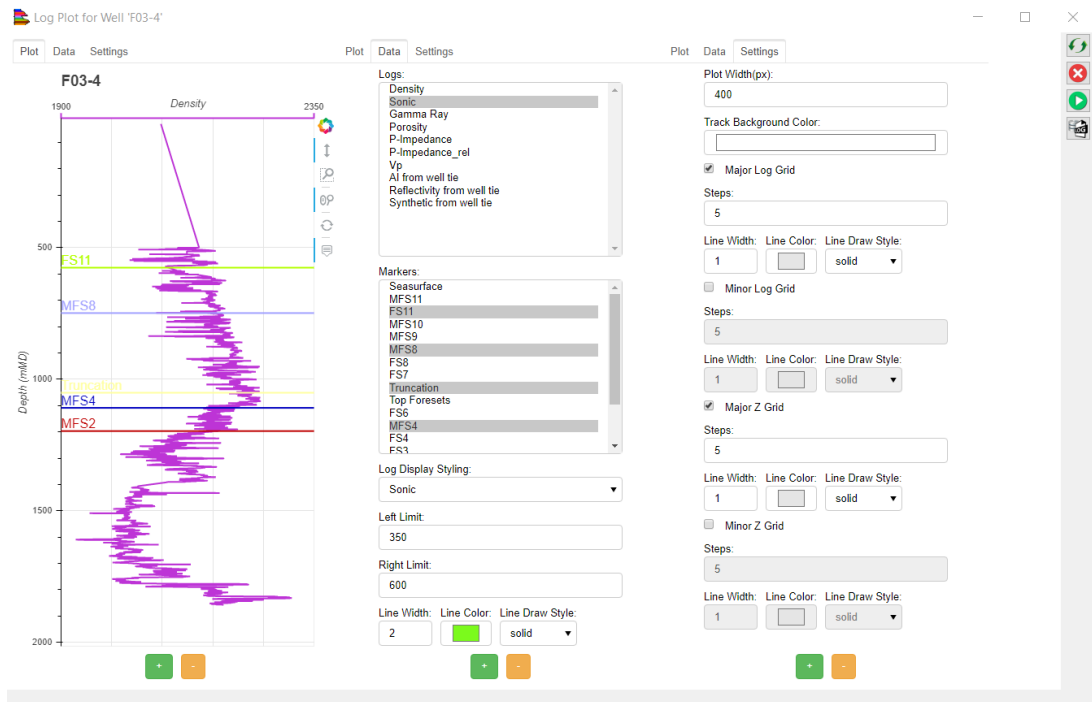 Log Plot for Well 'F03-4'
Plot Data Settings
F03-4
1900 Density 2350
500
FS11
MFS8
1000
Truncation
MFS4
MFS2
1500
2000
Depth (mMD)
+ -
Plot Data Settings
Logs:
Density
Sonic
Gamma Ray
Porosity
P-Impedance
P-Impedance_rel
Vp
AI from well tie
Reflectivity from well tie
Synthetic from well tie
Markers:
Seasurface
MFS11
FS11
MFS10
MFS9
MFS8
FS8
FS7
Truncation
Top Foresets
FS6
MFS4
FS4
FS3
Log Display Styling:
Sonic
Left Limit:
350
Right Limit:
600
Line Width: Line Color: Line Draw Style:
2 solid
+ -
Plot Data Settings
Plot Width(px):
400
Track Background Color:
Major Log Grid
Steps:
5
Line Width: Line Color: Line Draw Style:
1 solid
Minor Log Grid
Steps:
5
Line Width: Line Color: Line Draw Style:
1 solid
Major Z Grid
Steps:
5
Line Width: Line Color: Line Draw Style:
1 solid
Minor Z Grid
Steps:
5
Line Width: Line Color: Line Draw Style:
1 solid
+ -